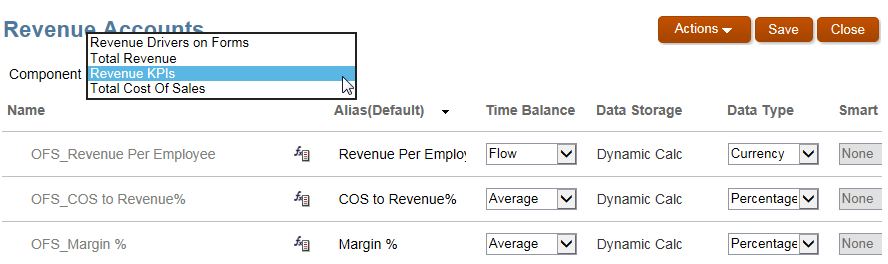 Revenue Accounts
Actions Save Close
Revenue Drivers on Forms
Total Revenue
Component Revenue KPIs
Total Cost Of Sales
Name Alias(Default) Time Balance Data Storage Data Type Smart
OFS_Revenue Per Employee Revenue Per Employ Flow Dynamic Calc Currency None
OFS_COS to Revenue% COS to Revenue% Average Dynamic Calc Percentage None
OFS_Margin % Margin % Average Dynamic Calc Percentage None